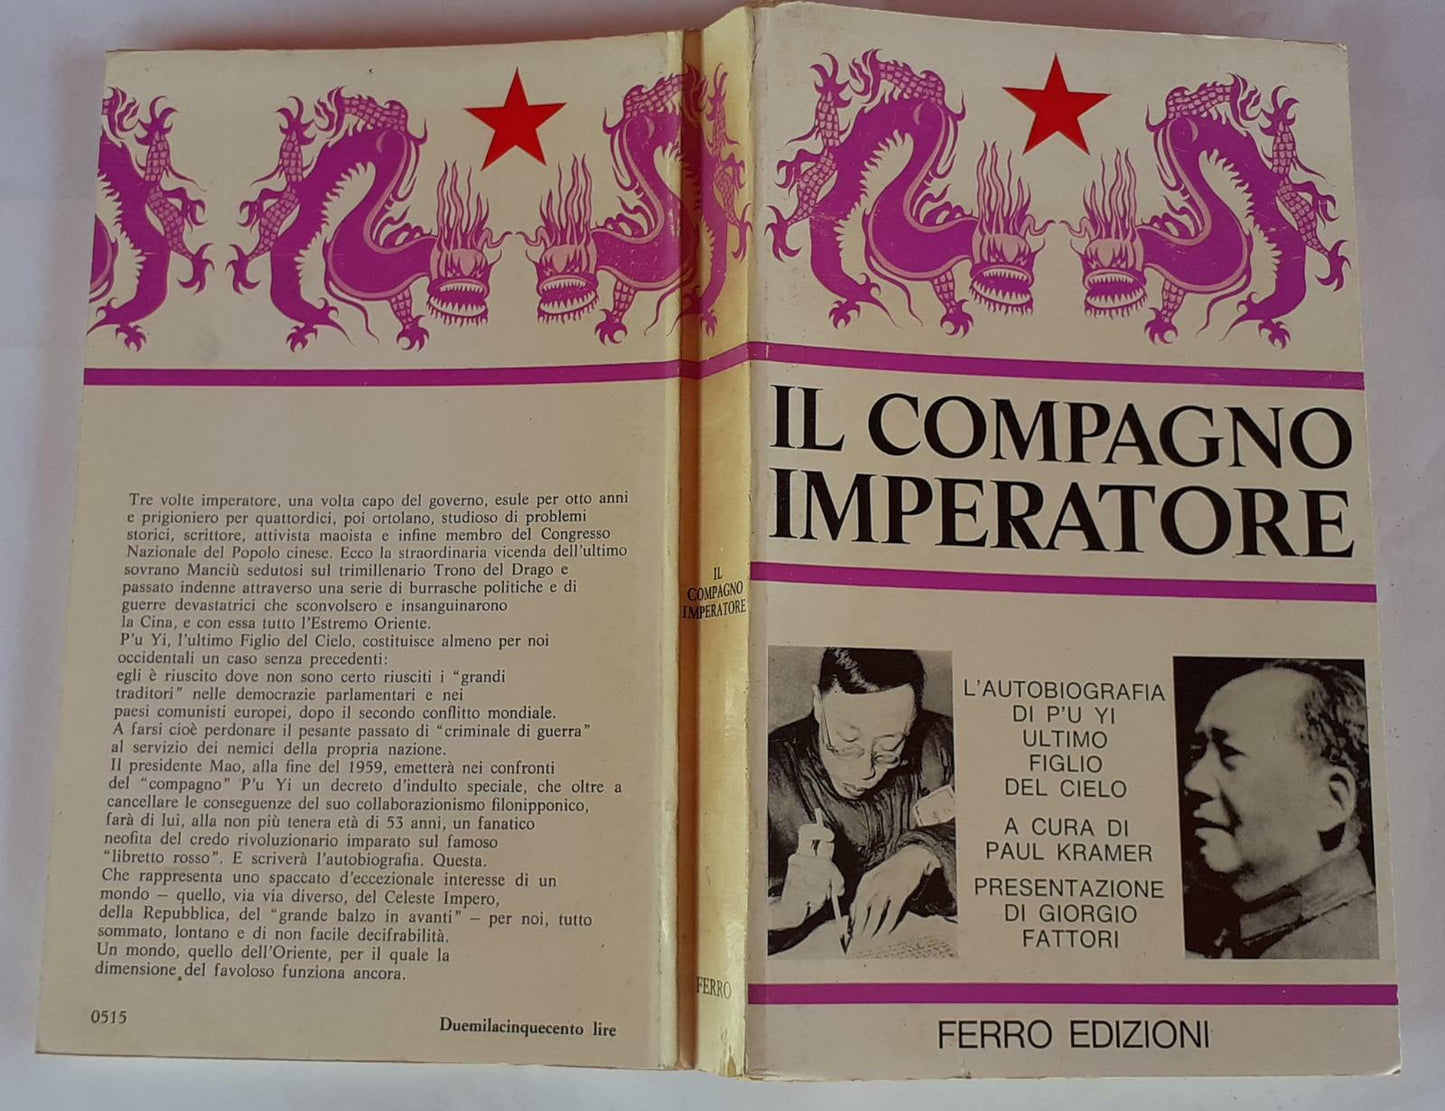 Tre volte imperatore, una volta capo del governo, esule per otto anni
e prigioniero per quattordici, poi ortolano, studioso di problemi
storici, scrittore, attivista maoista e infine membro del Congresso
Nazionale del Popolo cinese. Ecco la straordinaria vicenda dell'ultimo
sovrano Manciù sedutosi sul trimillenario Trono del Drago e
passato indenne attraverso una serie di burrasche politiche e di
guerre devastatrici che sconvolsero e insanguinarono
la Cina, e con essa tutto l'Estremo Oriente.
P'u Yi, l'ultimo Figlio del Cielo, costituisce almeno per noi
occidentali un caso senza precedenti:
egli è riuscito dove non sono certo riusciti i "grandi
traditori" nelle democrazie parlamentari e nei
paesi comunisti europei, dopo il secondo conflitto mondiale.
A farsi cioè perdonare il pesante passato di "criminale di guerra"
al servizio dei nemici della propria nazione.
Il presidente Mao, alla fine del 1959, emetterà nei confronti
del "compagno" P'u Yi un decreto d'indulto speciale, che oltre a
cancellare le conseguenze del suo collaborazionismo filonipponico,
farà di lui, alla non più tenera età di 53 anni, un fanatico
neofita del credo rivoluzionario imparato sul famoso
"libretto rosso". E scriverà l'autobiografia. Questa.
Che rappresenta uno spaccato d'eccezionale interesse di un
mondo – quello, via via diverso, del Celeste Impero,
della Repubblica, del "grande balzo in avanti" – per noi, tutto
sommato, lontano e di non facile decifrabilità.
Un mondo, quello dell'Oriente, per il quale la
dimensione del favoloso funziona ancora.
0515
Duemilacinquecento lire
IL
COMPAGNO
IMPERATORE
FERRO
IL COMPAGNO
IMPERATORE
L'AUTOBIOGRAFIA
DI P'U YI
ULTIMO
FIGLIO
DEL CIELO
A CURA DI
PAUL KRAMER
PRESENTAZIONE
DI GIORGIO
FATTORI
FERRO EDIZIONI